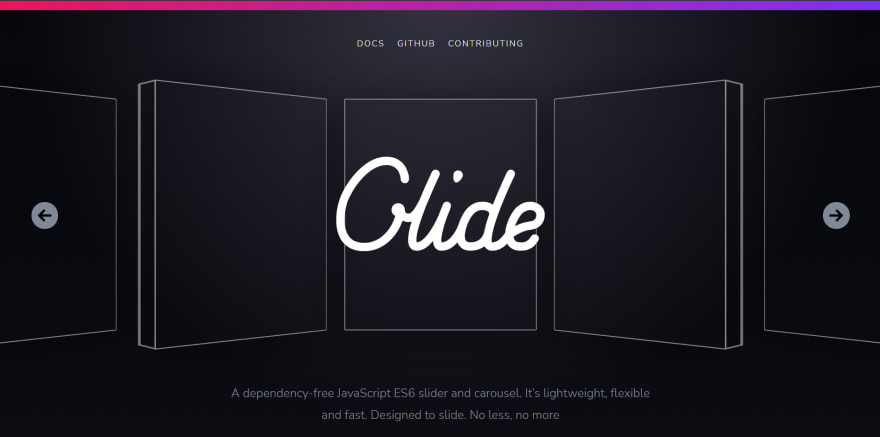 DOCS GITHUB CONTRIBUTING
Glide
A dependency-free JavaScript ES6 slider and carousel. It's lightweight, flexible
and fast. Designed to slide. No less, no more